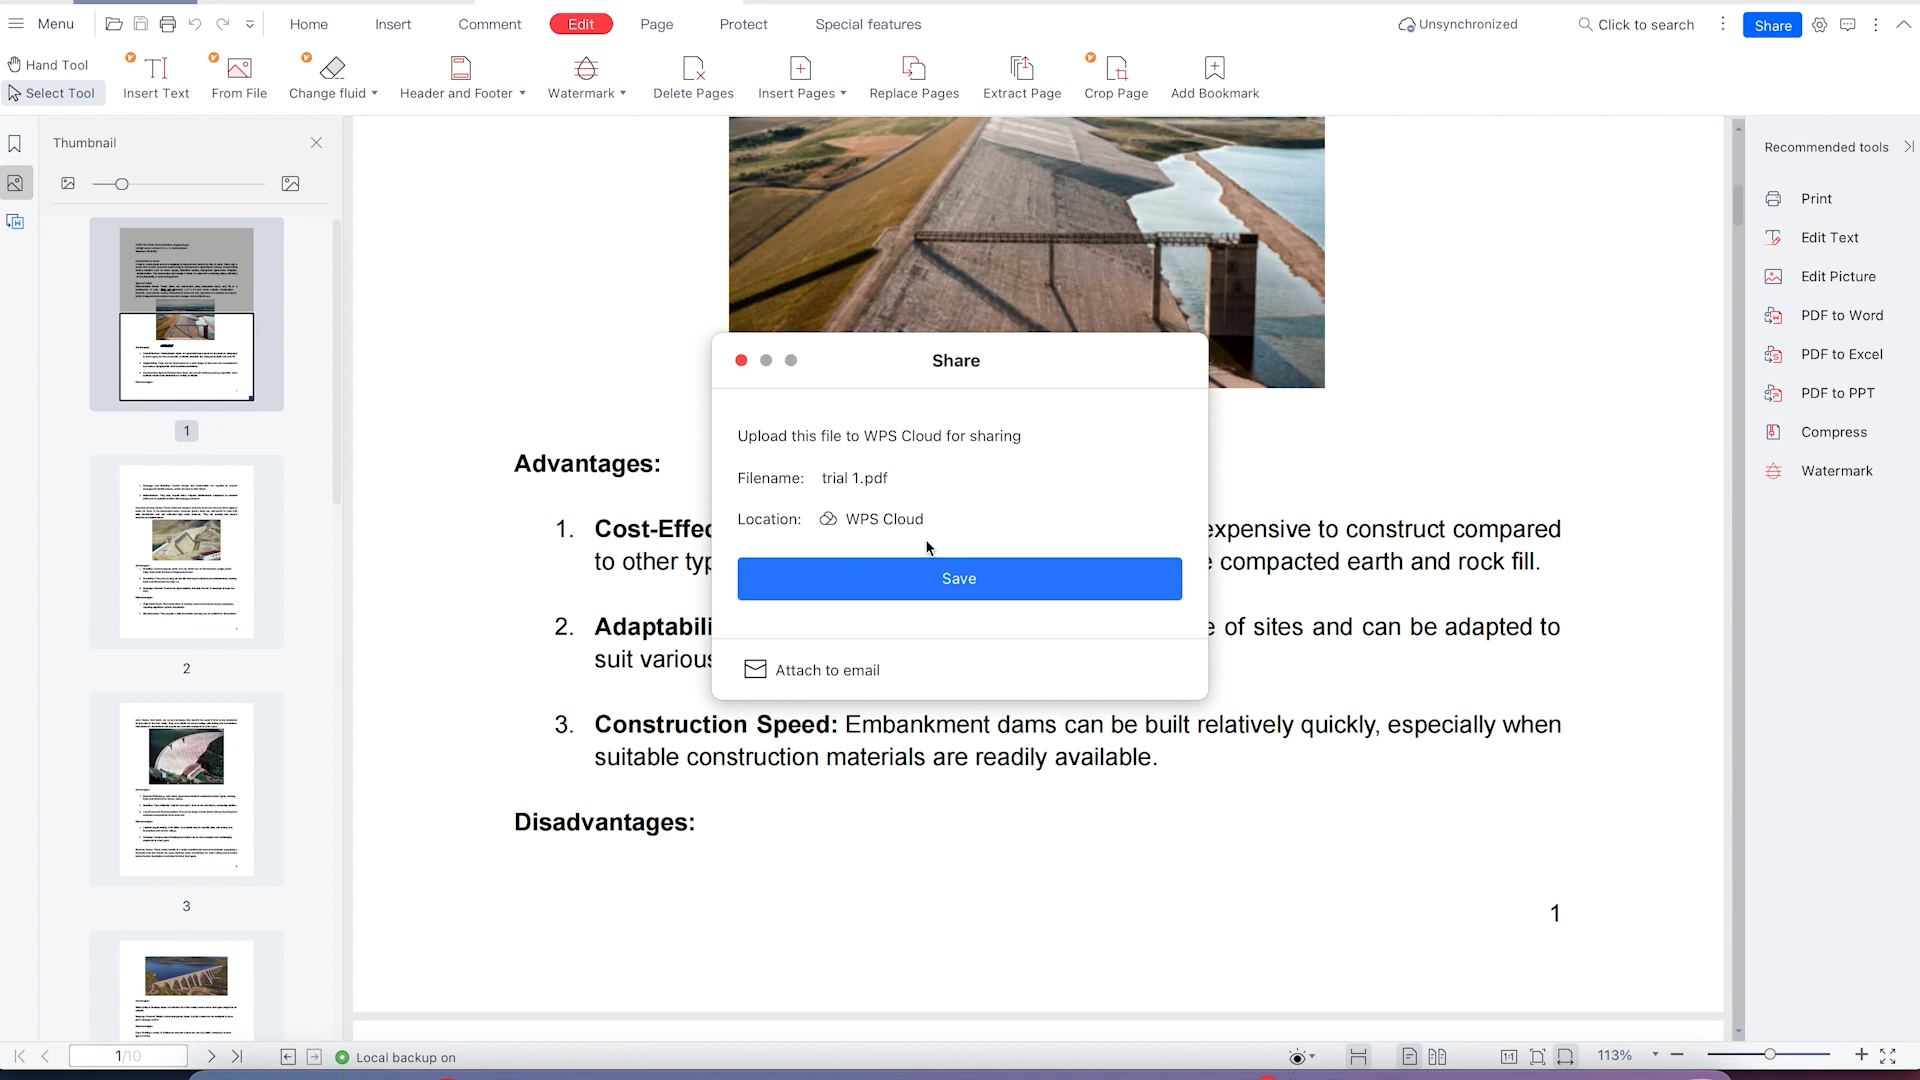 Menu
Home
Insert
Comment
Edit
Page
Protect
Special features
Unsynchronized
Click to search
Share
Hand Tool
Select Tool
Insert Text
From File
Change fluid
Header and Footer
Watermark
Delete Pages
Insert Pages
Replace Pages
Extract Page
Crop Page
Add Bookmark
Thumbnail
1
2
3
Advantages:
1. Cost-Effec
expensive to construct compared
to other typ
compacted earth and rock fill.
2. Adaptabili
of sites and can be adapted to
suit various
3. Construction Speed: Embankment dams can be built relatively quickly, especially when
suitable construction materials are readily available.
Disadvantages:
1
Share
Upload this file to WPS Cloud for sharing
Filename: trial 1.pdf
Location: WPS Cloud
Save
Attach to email
Recommended tools
Print
Edit Text
Edit Picture
PDF to Word
PDF to Excel
PDF to PPT
Compress
Watermark
1/10
Local backup on
113%